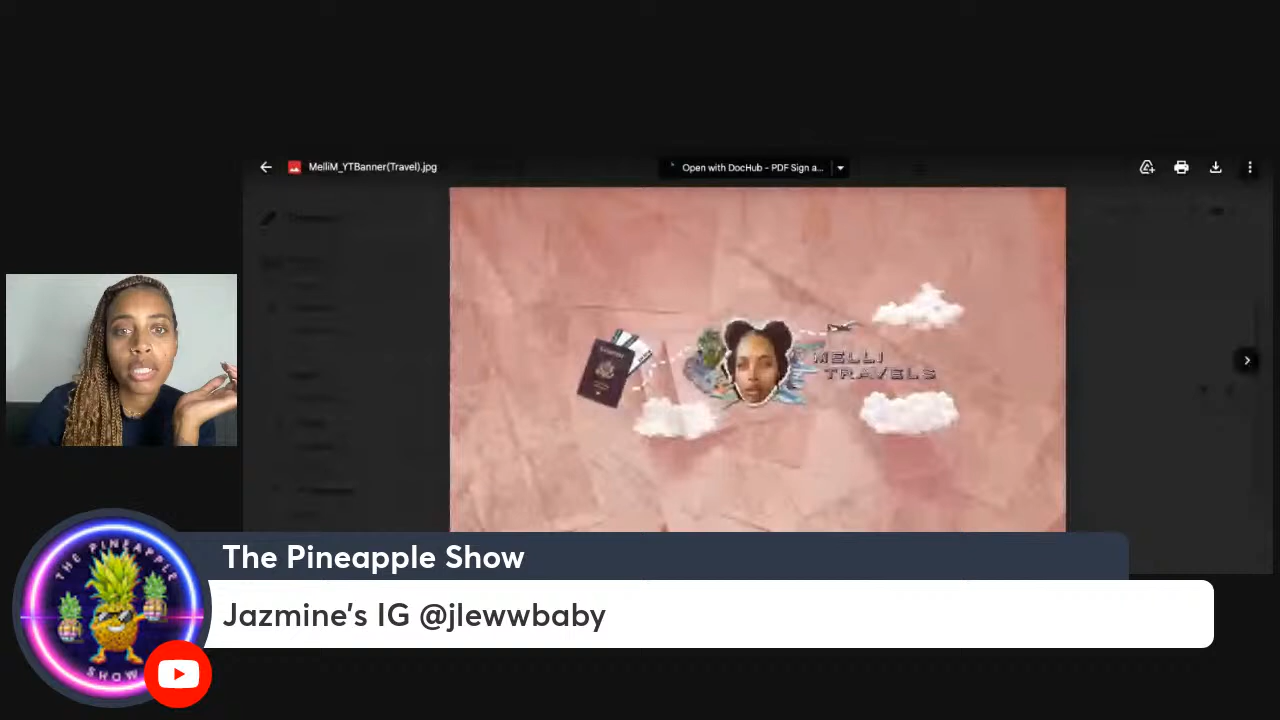 MelliM_YTBanner(Travel).jpg
Open with DocHub - PDF Sign a...
MELLI
TRAVELS
The Pineapple Show
Jazmine's IG @jlewwbaby
THE PINEAPPLE
SHOW